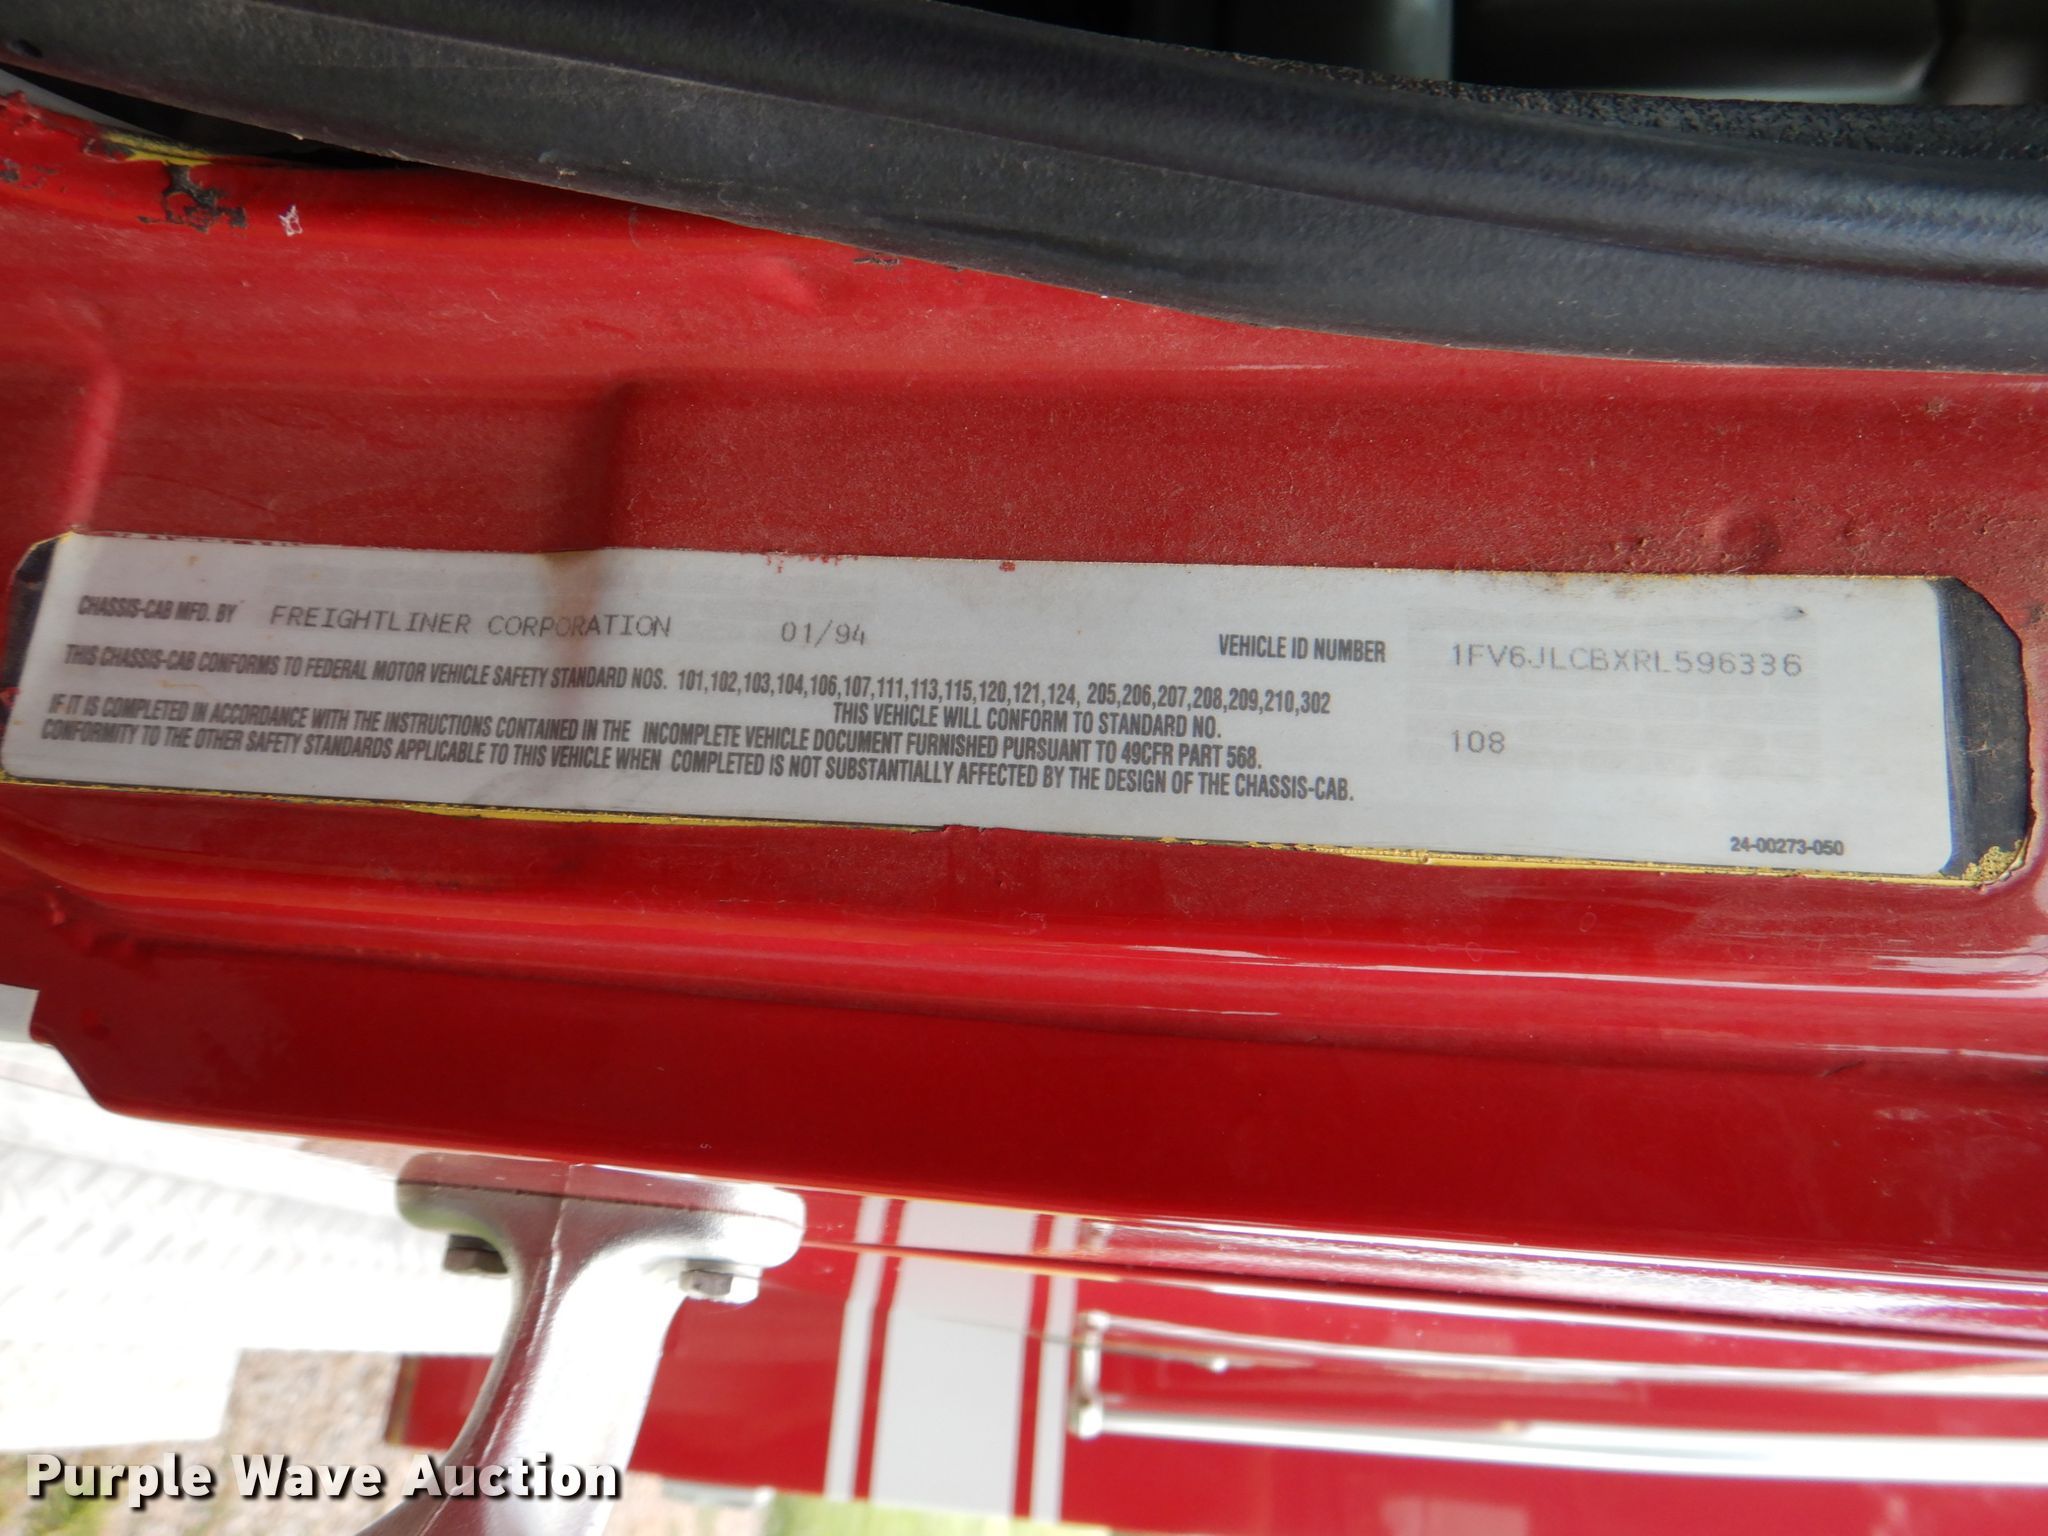 CHASSIS-CAB MFD. BY FREIGHTLINER CORPORATION 01/94 VEHICLE ID NUMBER 1FV6JLCBXRL596336
THIS CHASSIS-CAB CONFORMS TO FEDERAL MOTOR VEHICLE SAFETY STANDARD NOS. 101,102,103,104,106,107,111,113,115,120,121,124, 205,206,207,208,209,210,302
THIS VEHICLE WILL CONFORM TO STANDARD NO. 108
IF IT IS COMPLETED IN ACCORDANCE WITH THE INSTRUCTIONS CONTAINED IN THE INCOMPLETE VEHICLE DOCUMENT FURNISHED PURSUANT TO 49CFR PART 568.
CONFORMITY TO THE OTHER SAFETY STANDARDS APPLICABLE TO THIS VEHICLE WHEN COMPLETED IS NOT SUBSTANTIALLY AFFECTED BY THE DESIGN OF THE CHASSIS-CAB.
24-00273-050
Purple Wave Auction